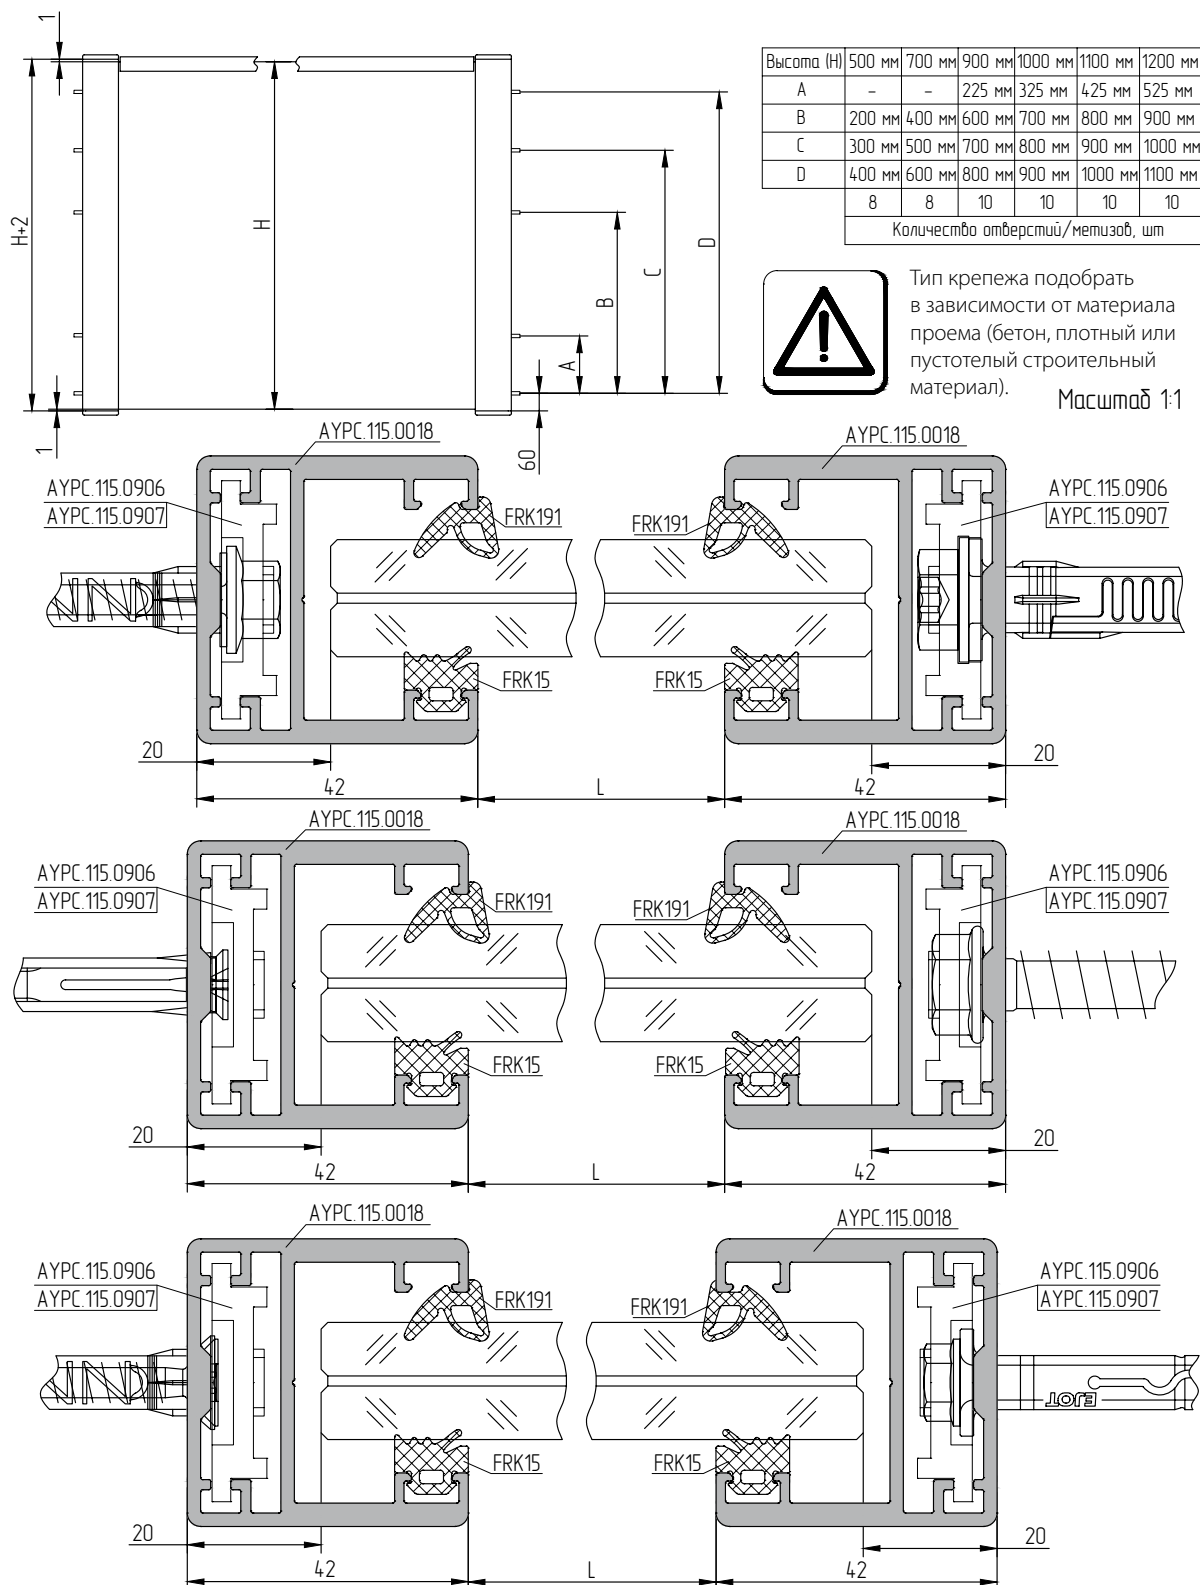 1
H+2
H
1
A
B
C
D
60
Высота (H) 500 мм 700 мм 900 мм 1000 мм 1100 мм 1200 мм
A – – 225 мм 325 мм 425 мм 525 мм
B 200 мм 400 мм 600 мм 700 мм 800 мм 900 мм
C 300 мм 500 мм 700 мм 800 мм 900 мм 1000 мм
D 400 мм 600 мм 800 мм 900 мм 1000 мм 1100 мм
8 8 10 10 10 10
Количество отверстий/метизов, шт
Тип крепежа подобрать
в зависимости от материала
проема (бетон, плотный или
пустотелый строительный
материал).
Масштаб 1:1
AYPC.115.0018
AYPC.115.0018
AYPC.115.0906
AYPC.115.0907
AYPC.115.0906
AYPC.115.0907
FRK191
FRK191
FRK15
FRK15
20
20
42
L
42
AYPC.115.0018
AYPC.115.0018
AYPC.115.0906
AYPC.115.0907
AYPC.115.0906
AYPC.115.0907
FRK191
FRK191
FRK15
FRK15
20
20
42
L
42
AYPC.115.0018
AYPC.115.0018
AYPC.115.0906
AYPC.115.0907
AYPC.115.0906
AYPC.115.0907
FRK191
FRK191
EJOT
FRK15
FRK15
20
20
42
L
42